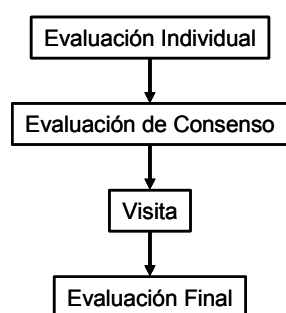 Evaluación Individual
Evaluación de Consenso
Visita
Evaluación Final